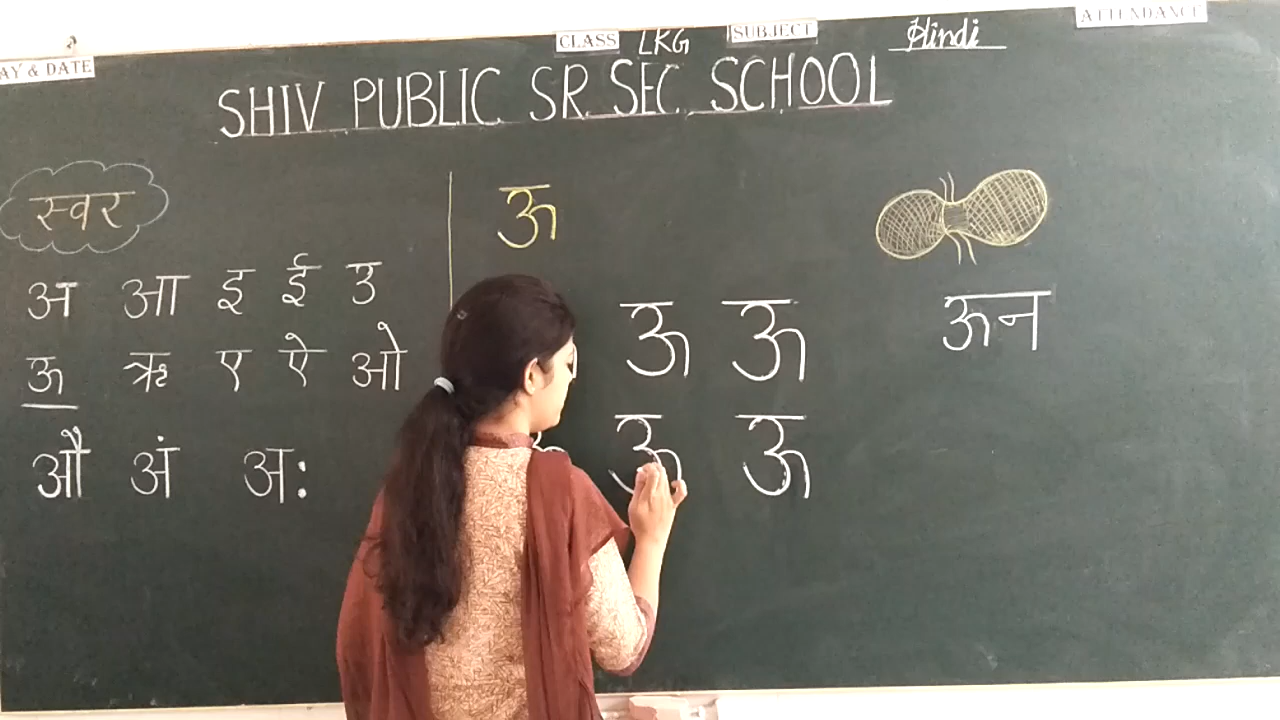 AY & DATE CLASS LKG SUBJECT Hindi ATTENDANCE
SHIV PUBLIC SR. SEC. SCHOOL
स्वर
अ आ इ ई उ
ऊ ऋ ए ऐ ओ
औ अं अः
ऊ
ऊ ऊ
ऊ ऊ
ऊन